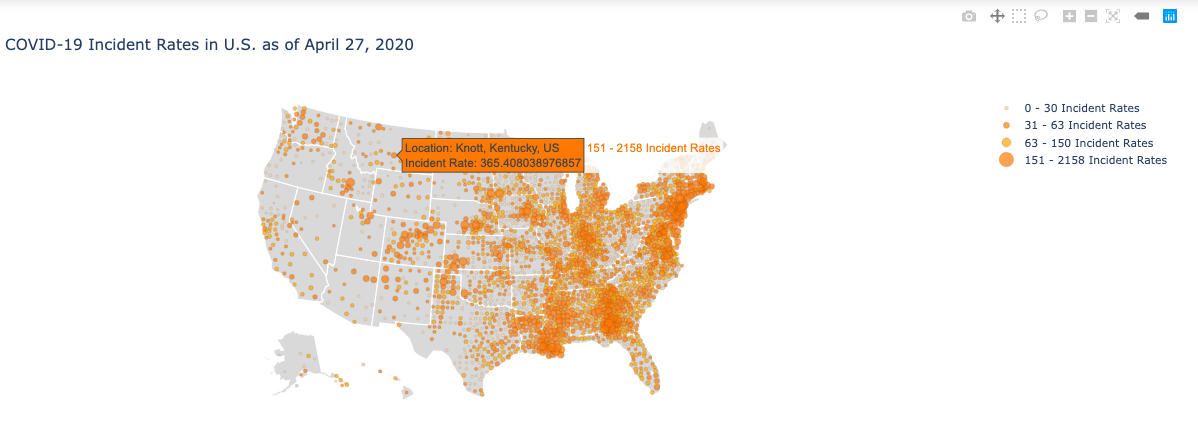 COVID-19 Incident Rates in U.S. as of April 27, 2020
0 - 30 Incident Rates
31 - 63 Incident Rates
63 - 150 Incident Rates
151 - 2158 Incident Rates
Location: Knott, Kentucky, US
Incident Rate: 365.408038976857
151 - 2158 Incident Rates